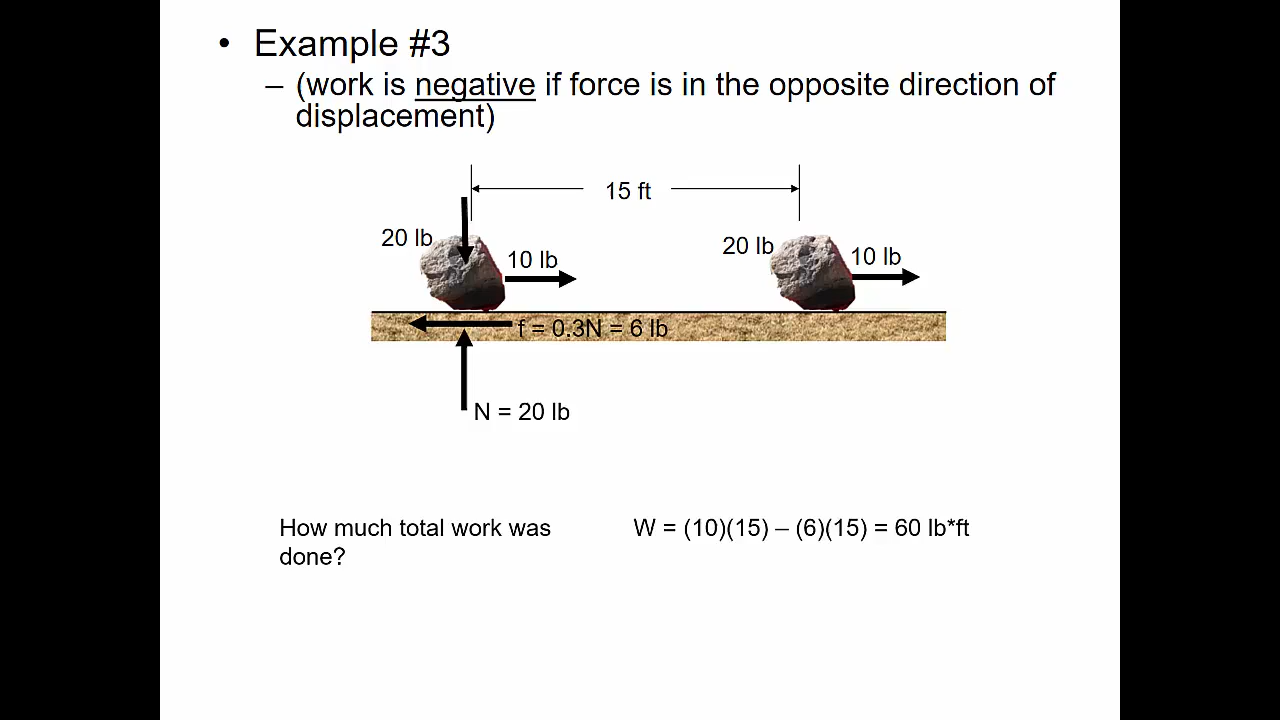 • Example #3
– (work is negative if force is in the opposite direction of
displacement)
15 ft
20 lb
10 lb
20 lb
10 lb
f = 0.3N = 6 lb
N = 20 lb
How much total work was
done?
W = (10)(15) – (6)(15) = 60 lb*ft